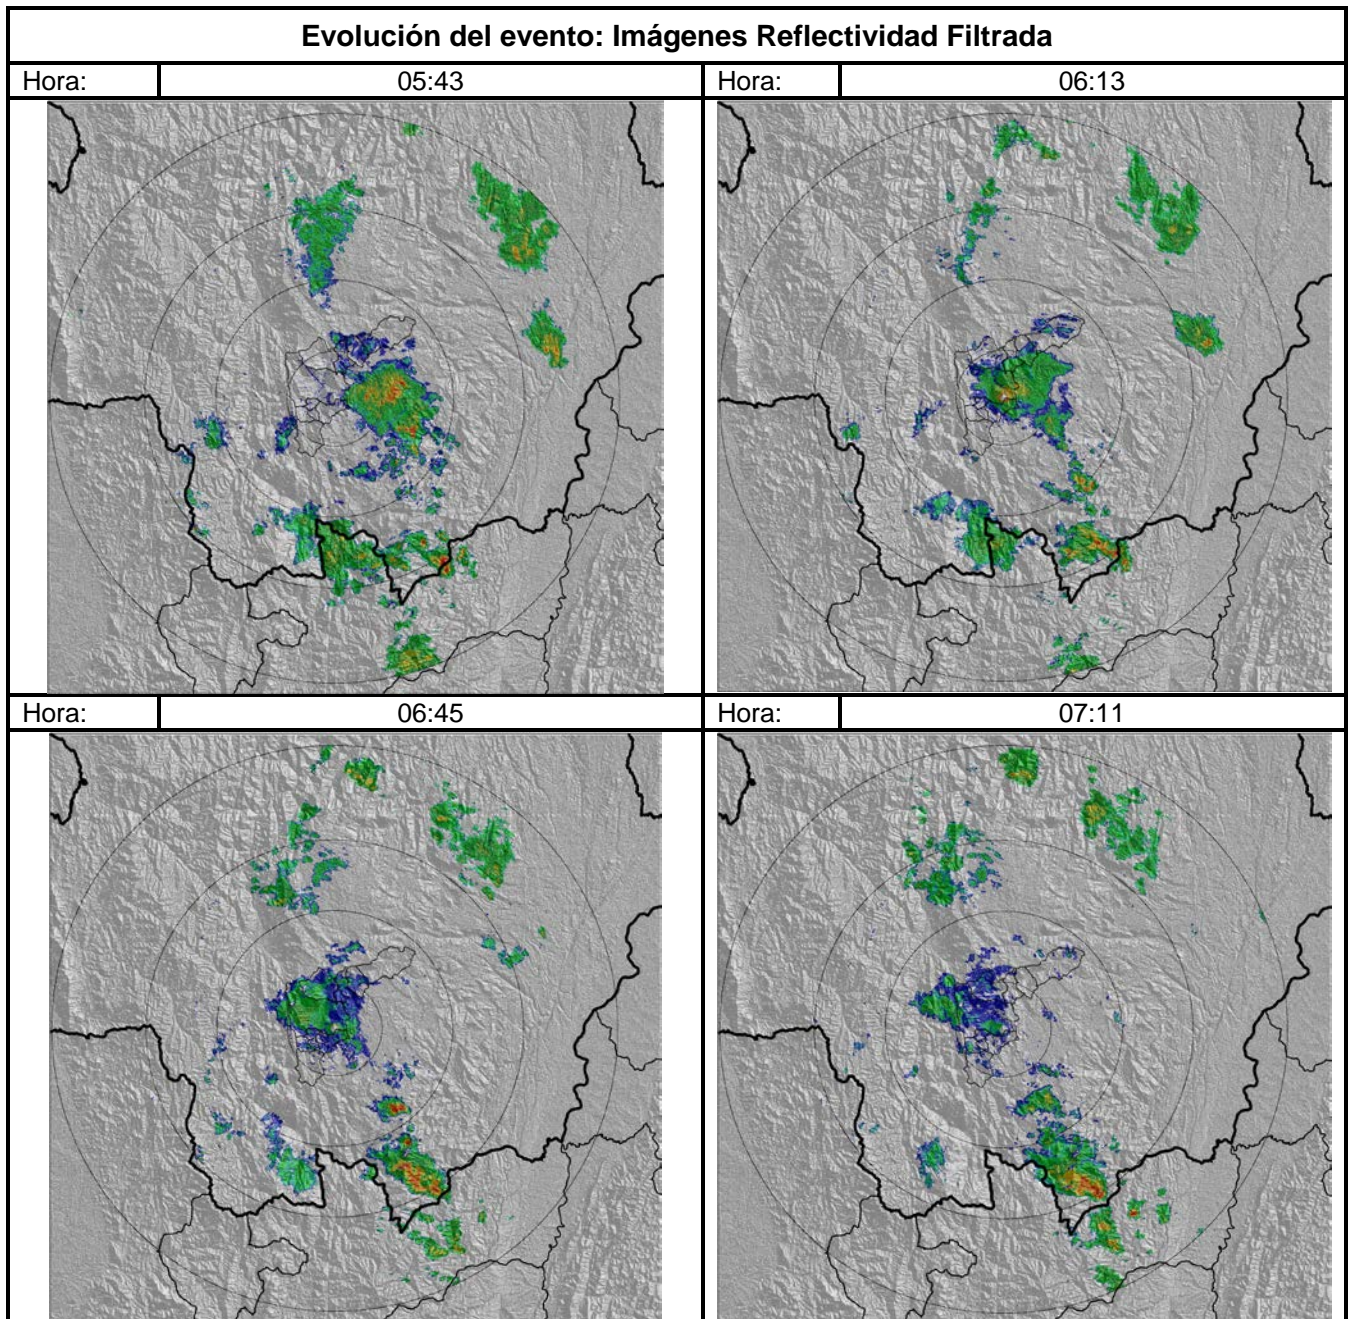 Evolución del evento: Imágenes Reflectividad Filtrada
Hora: 05:43 Hora: 06:13
Hora: 06:45 Hora: 07:11